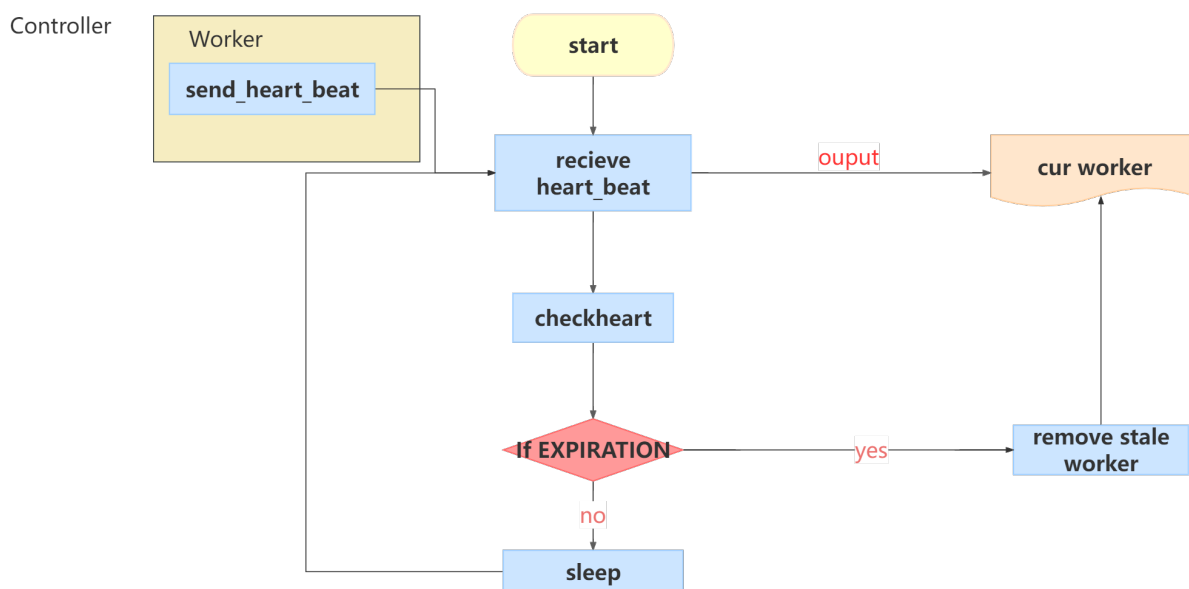 Controller
Worker
send_heart_beat
start
recieve
heart_beat
ouput
cur worker
checkheart
If EXPIRATION
yes
remove stale
worker
no
sleep